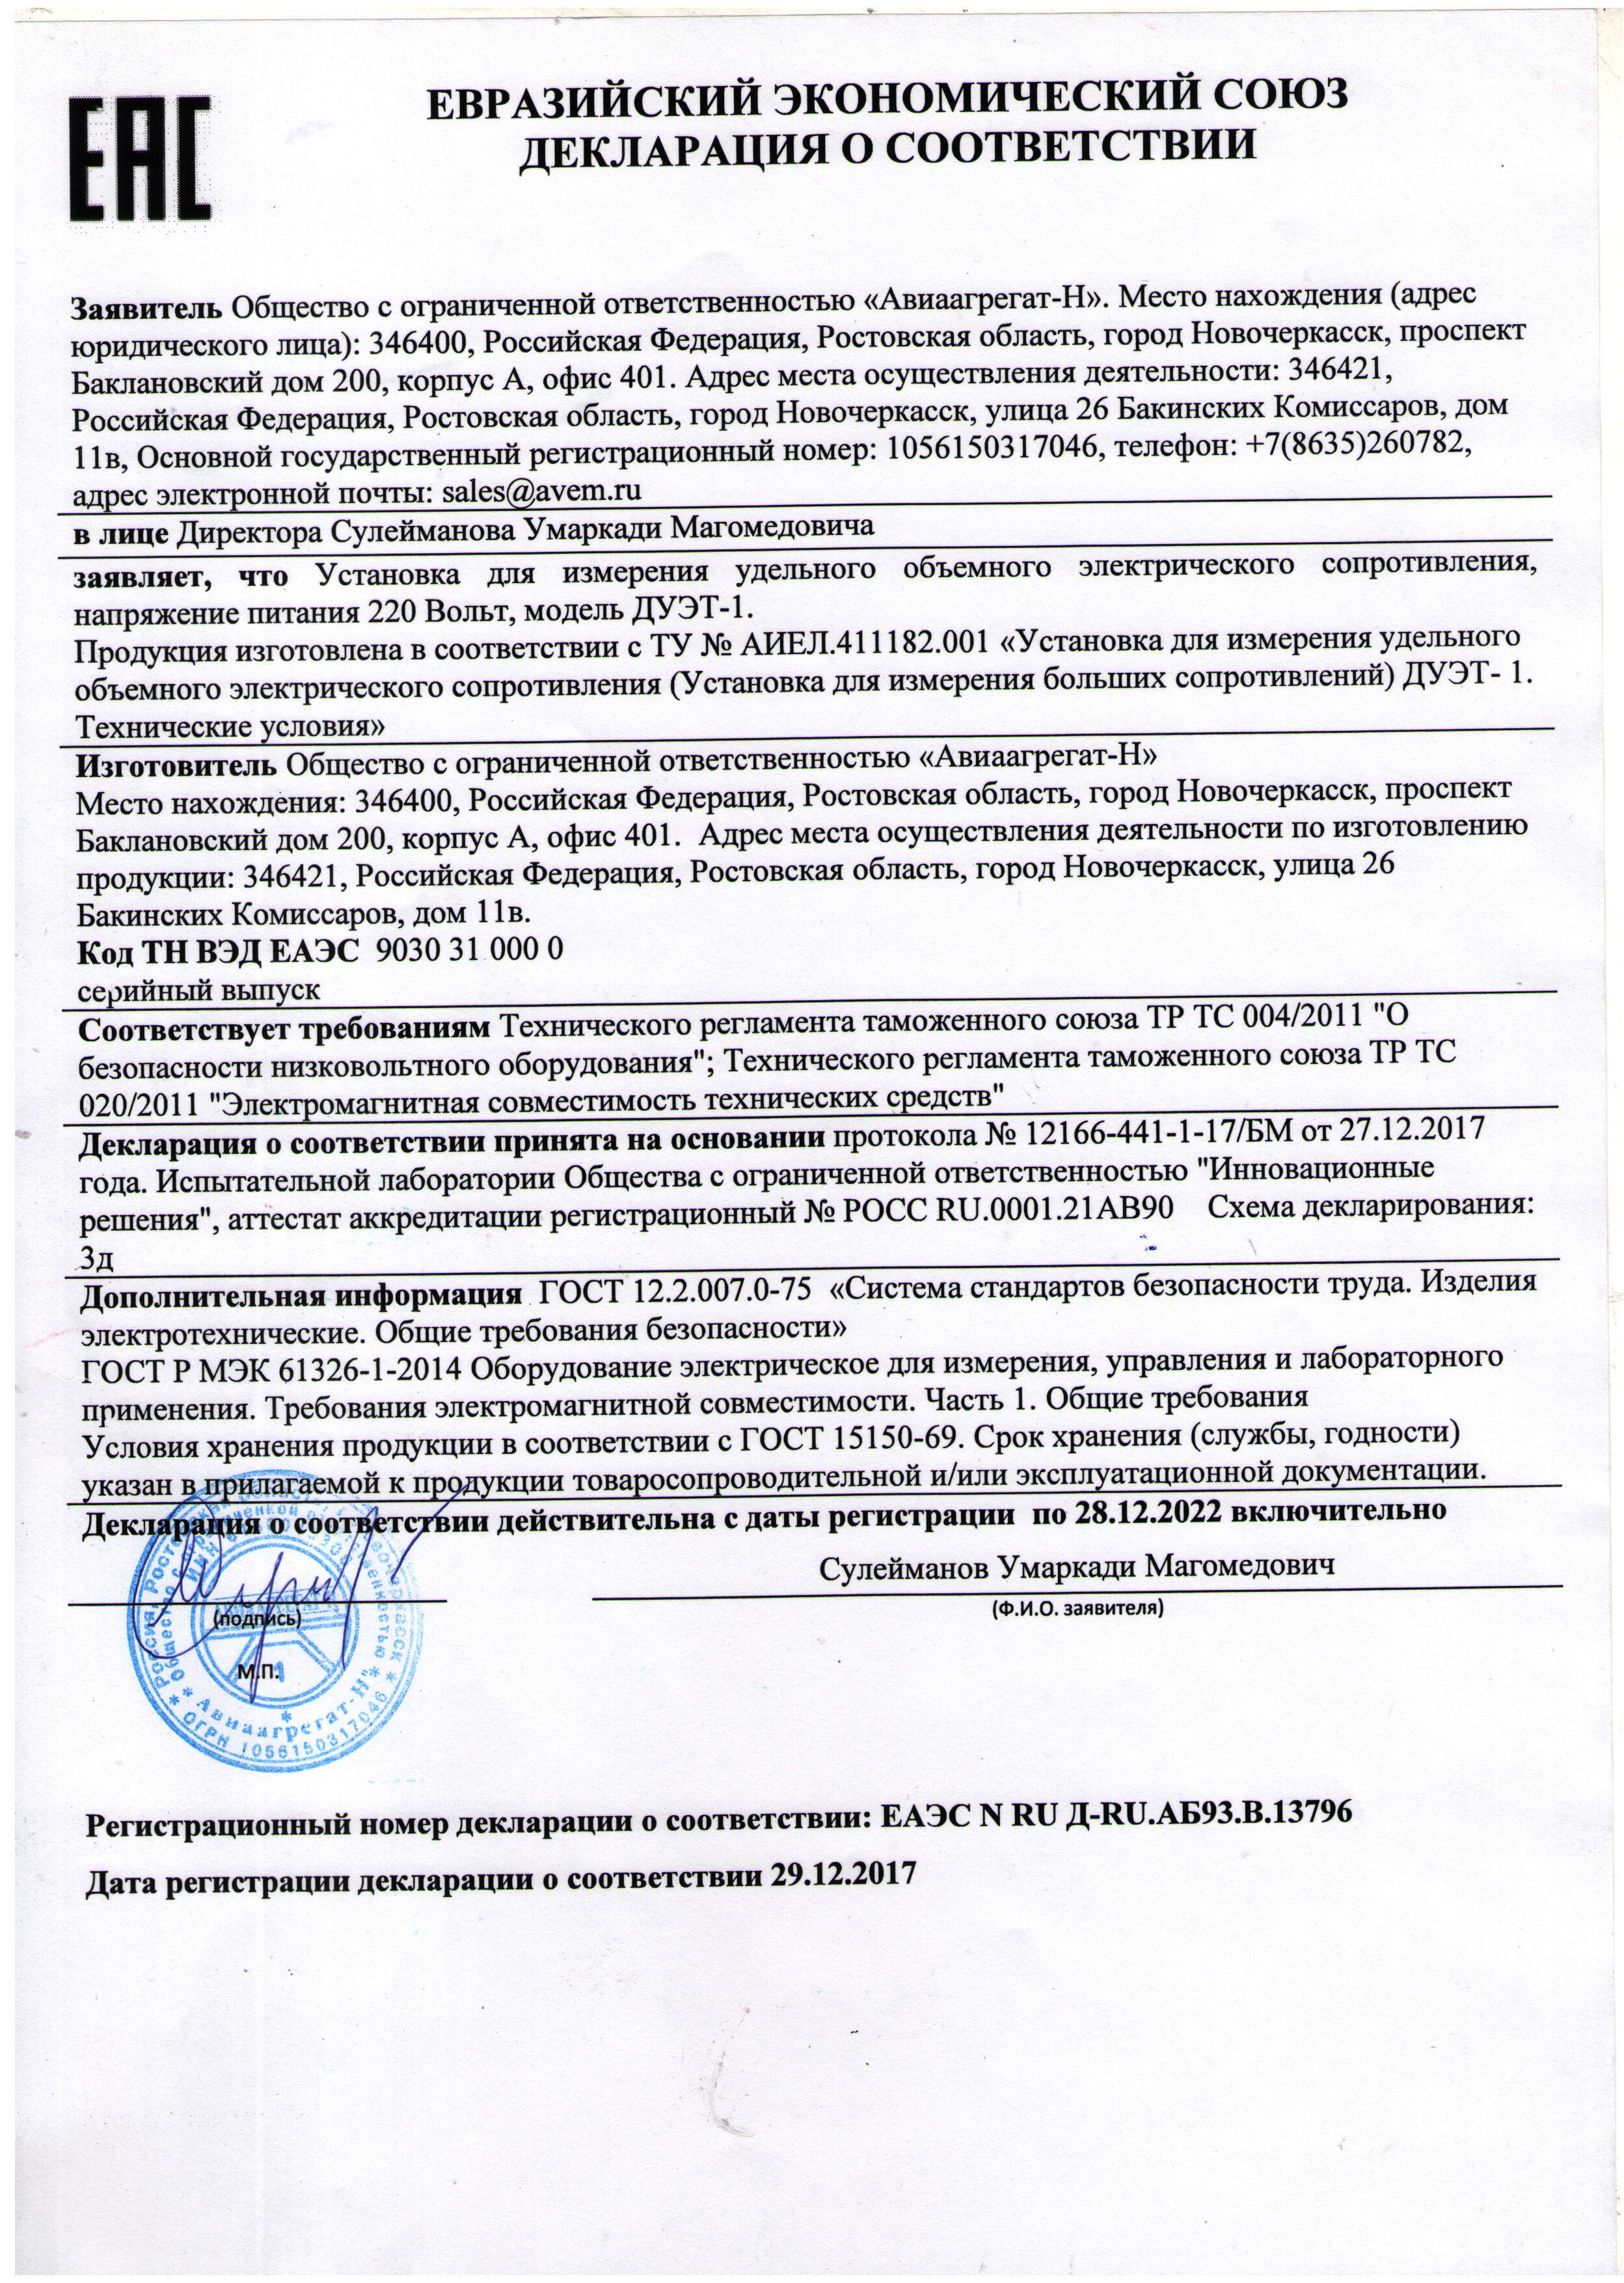 ЕАС
ЕВРАЗИЙСКИЙ ЭКОНОМИЧЕСКИЙ СОЮЗ
ДЕКЛАРАЦИЯ О СООТВЕТСТВИИ
Заявитель Общество с ограниченной ответственностью «Авиаагрегат-Н». Место нахождения (адрес
юридического лица): 346400, Российская Федерация, Ростовская область, город Новочеркасск, проспект
Баклановский дом 200, корпус А, офис 401. Адрес места осуществления деятельности: 346421,
Российская Федерация, Ростовская область, город Новочеркасск, улица 26 Бакинских Комиссаров, дом
11в, Основной государственный регистрационный номер: 1056150317046, телефон: +7(8635)260782,
адрес электронной почты: sales@avem.ru
в лице Директора Сулейманова Умаркади Магомедовича
заявляет, что Установка для измерения удельного объемного электрического сопротивления,
напряжение питания 220 Вольт, модель ДУЭТ-1.
Продукция изготовлена в соответствии с ТУ № АИЕЛ.411182.001 «Установка для измерения удельного
объемного электрического сопротивления (Установка для измерения больших сопротивлений) ДУЭТ- 1.
Технические условия»
Изготовитель Общество с ограниченной ответственностью «Авиаагрегат-Н»
Место нахождения: 346400, Российская Федерация, Ростовская область, город Новочеркасск, проспект
Баклановский дом 200, корпус А, офис 401. Адрес места осуществления деятельности по изготовлению
продукции: 346421, Российская Федерация, Ростовская область, город Новочеркасск, улица 26
Бакинских Комиссаров, дом 11в.
Код ТН ВЭД ЕАЭС 9030 31 000 0
серийный выпуск
Соответствует требованиям Технического регламента таможенного союза ТР ТС 004/2011 "О
безопасности низковольтного оборудования"; Технического регламента таможенного союза ТР ТС
020/2011 "Электромагнитная совместимость технических средств"
Декларация о соответствии принята на основании протокола № 12166-441-1-17/БМ от 27.12.2017
года. Испытательной лаборатории Общества с ограниченной ответственностью "Инновационные
решения", аттестат аккредитации регистрационный № РОСС RU.0001.21АВ90 Схема декларирования:
3д
Дополнительная информация ГОСТ 12.2.007.0-75 «Система стандартов безопасности труда. Изделия
электротехнические. Общие требования безопасности»
ГОСТ Р МЭК 61326-1-2014 Оборудование электрическое для измерения, управления и лабораторного
применения. Требования электромагнитной совместимости. Часть 1. Общие требования
Условия хранения продукции в соответствии с ГОСТ 15150-69. Срок хранения (службы, годности)
указан в прилагаемой к продукции товаросопроводительной и/или эксплуатационной документации.
Декларация о соответствии действительна с даты регистрации по 28.12.2022 включительно
Сулейманов Умаркади Магомедович
(подпись)
(Ф.И.О. заявителя)
М.П.
"Авиаагрегат-Н"
ОГРН 1056150317046
Регистрационный номер декларации о соответствии: ЕАЭС N RU Д-RU.АБ93.В.13796
Дата регистрации декларации о соответствии 29.12.2017